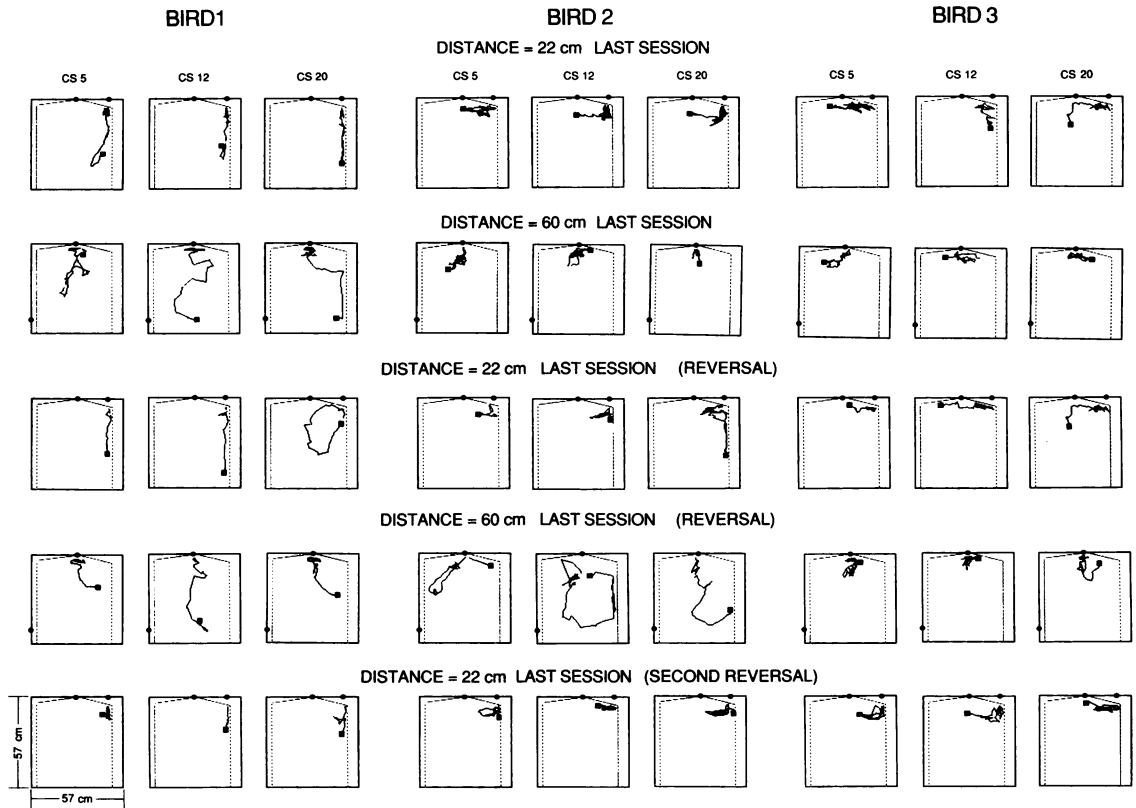 BIRD1 BIRD 2 BIRD 3
DISTANCE = 22 cm LAST SESSION
CS 5 CS 12 CS 20 CS 5 CS 12 CS 20 CS 5 CS 12 CS 20
DISTANCE = 60 cm LAST SESSION
DISTANCE = 22 cm LAST SESSION (REVERSAL)
DISTANCE = 60 cm LAST SESSION (REVERSAL)
DISTANCE = 22 cm LAST SESSION (SECOND REVERSAL)
57 cm
57 cm